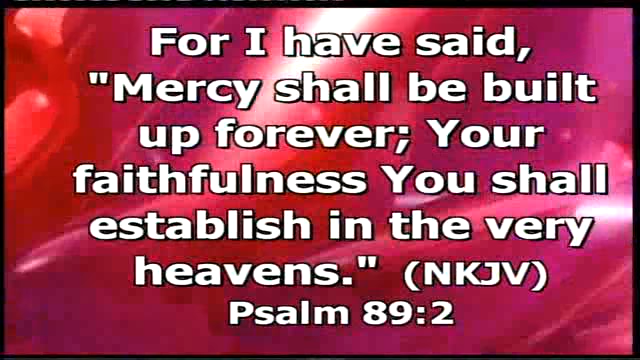 For I have said,
"Mercy shall be built
up forever; Your
faithfulness You shall
establish in the very
heavens." (NKJV)
Psalm 89:2